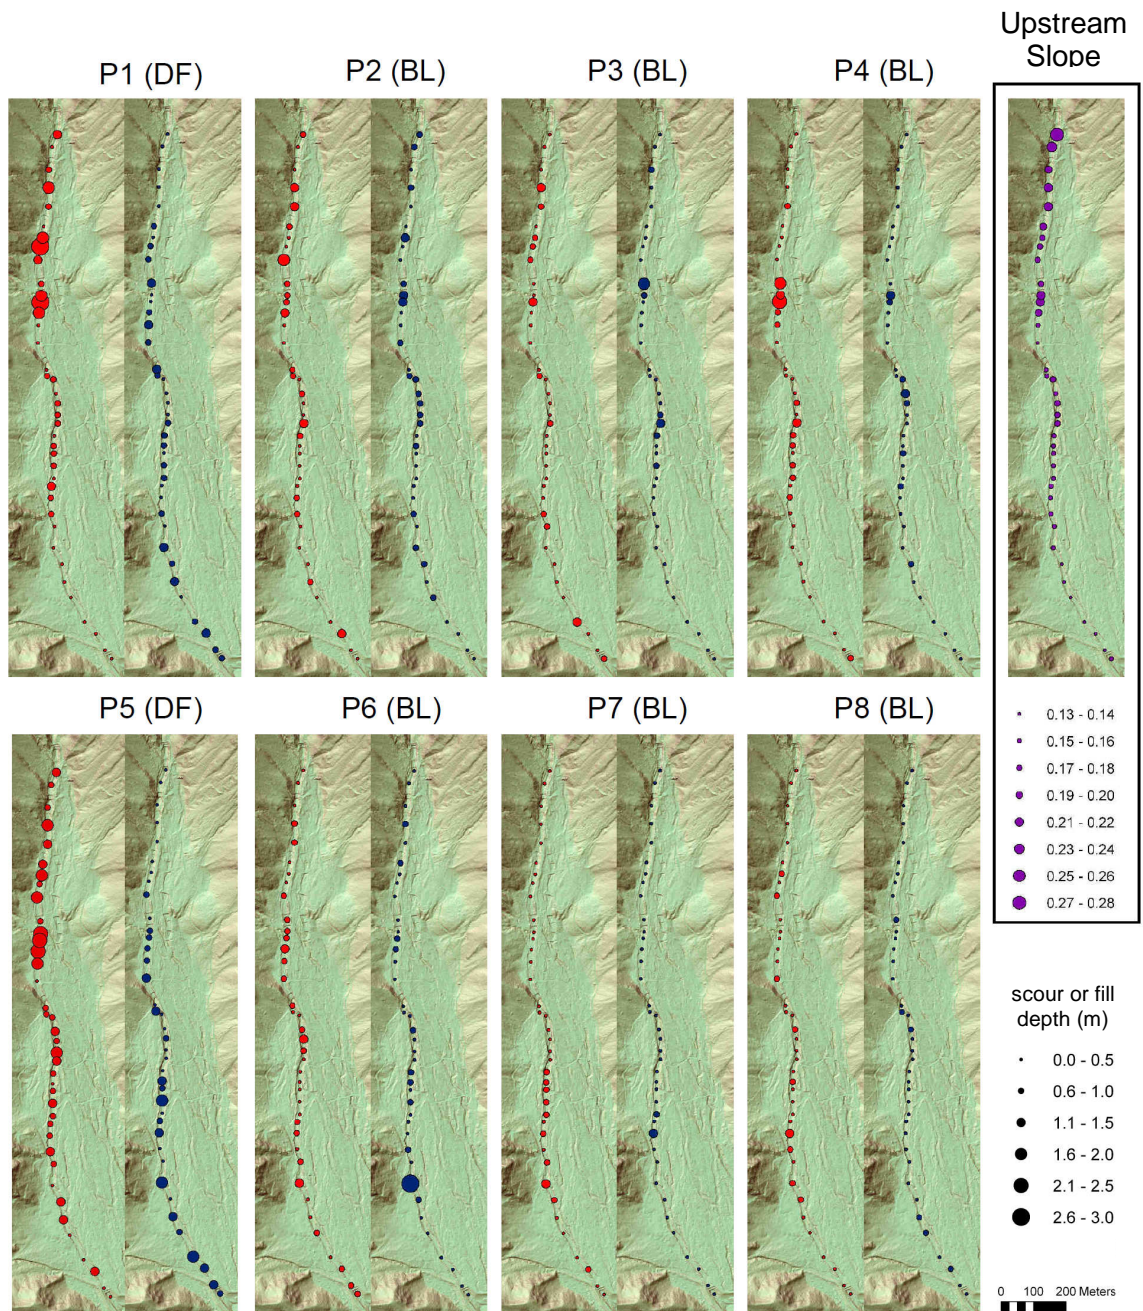 Upstream
Slope
P1 (DF)
P2 (BL)
P3 (BL)
P4 (BL)
P5 (DF)
P6 (BL)
P7 (BL)
P8 (BL)
0.13 - 0.14
0.15 - 0.16
0.17 - 0.18
0.19 - 0.20
0.21 - 0.22
0.23 - 0.24
0.25 - 0.26
0.27 - 0.28
scour or fill
depth (m)
0.0 - 0.5
0.6 - 1.0
1.1 - 1.5
1.6 - 2.0
2.1 - 2.5
2.6 - 3.0
0 100 200 Meters